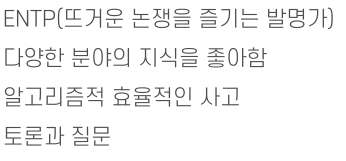 ENTP(뜨거운 논쟁을 즐기는 발명가)
다양한 분야의 지식을 좋아함
알고리즘적 효율적인 사고
토론과 질문